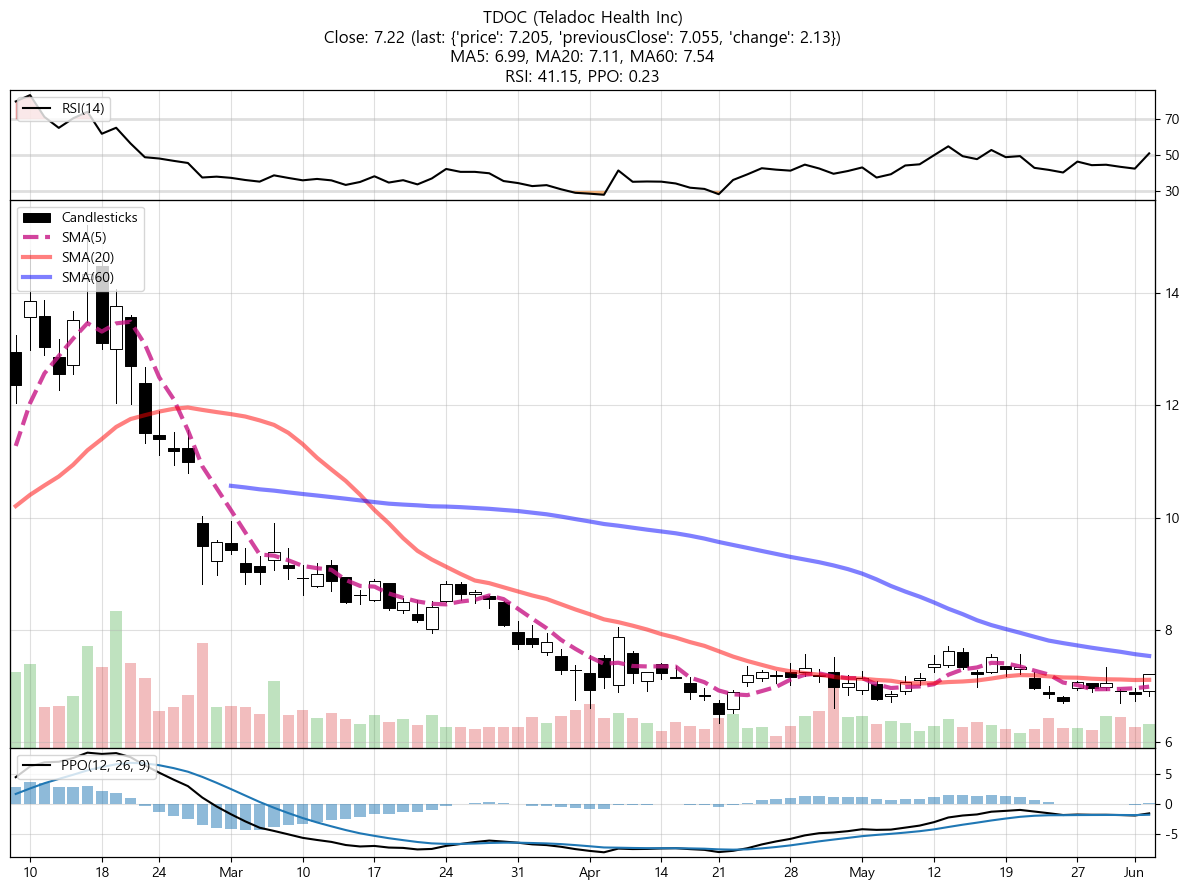 TDOC (Teladoc Health Inc)
Close: 7.22 (last: {'price': 7.205, 'previousClose': 7.055, 'change': 2.13})
MA5: 6.99, MA20: 7.11, MA60: 7.54
RSI: 41.15, PPO: 0.23
RSI(14)
70
50
30
Candlesticks
SMA(5)
SMA(20)
SMA(60)
14
12
10
8
6
PPO(12, 26, 9)
5
0
-5
10 18 24 Mar 10 17 24 31 Apr 14 21 28 May 12 19 27 Jun